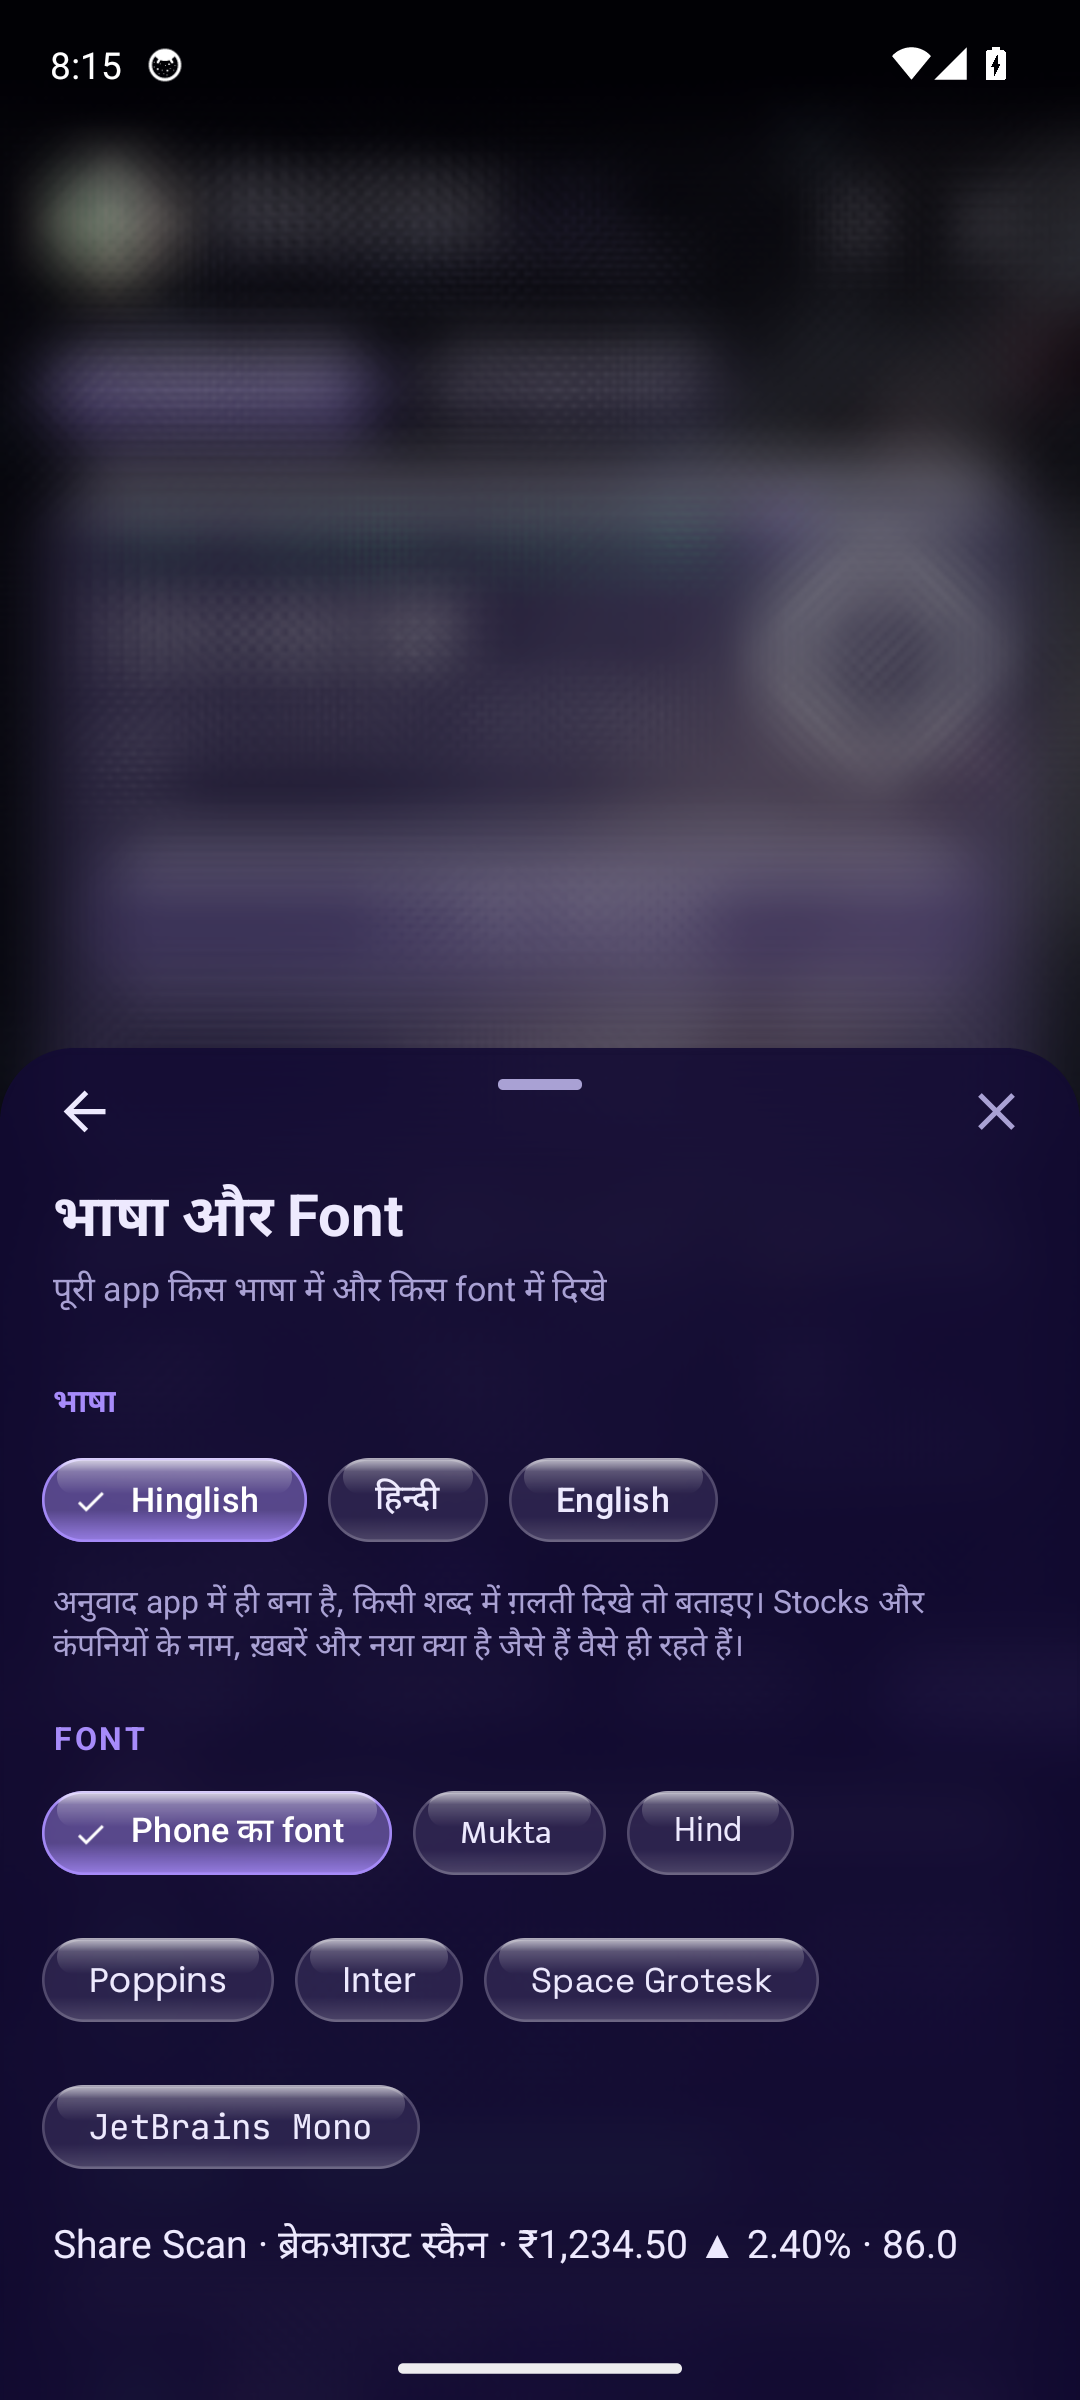 8:15
भाषा और Font
पूरी app किस भाषा में और किस font में दिखे
भाषा
Hinglish हिन्दी English
अनुवाद app में ही बना है, किसी शब्द में ग़लती दिखे तो बताइए। Stocks और
कंपनियों के नाम, ख़बरें और नया क्या है जैसे हैं वैसे ही रहते हैं।
FONT
Phone का font Mukta Hind
Poppins Inter Space Grotesk
JetBrains Mono
Share Scan · ब्रेकआउट स्कैन · ₹1,234.50 ▲ 2.40% · 86.0